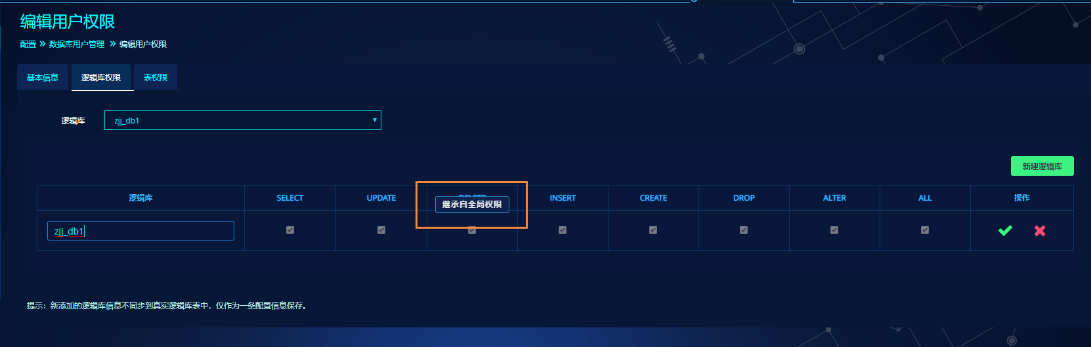 编辑用户权限
配置 » 数据库用户管理 » 编辑用户权限
基本信息 逻辑库权限 表权限
逻辑库 zjj_db1
新建逻辑库
逻辑库 SELECT UPDATE INSERT CREATE DROP ALTER ALL 操作
继承自全局权限
zjj_db1
提示：新添加的逻辑库信息不同步到真实逻辑库表中，仅作为一条配置信息保存。